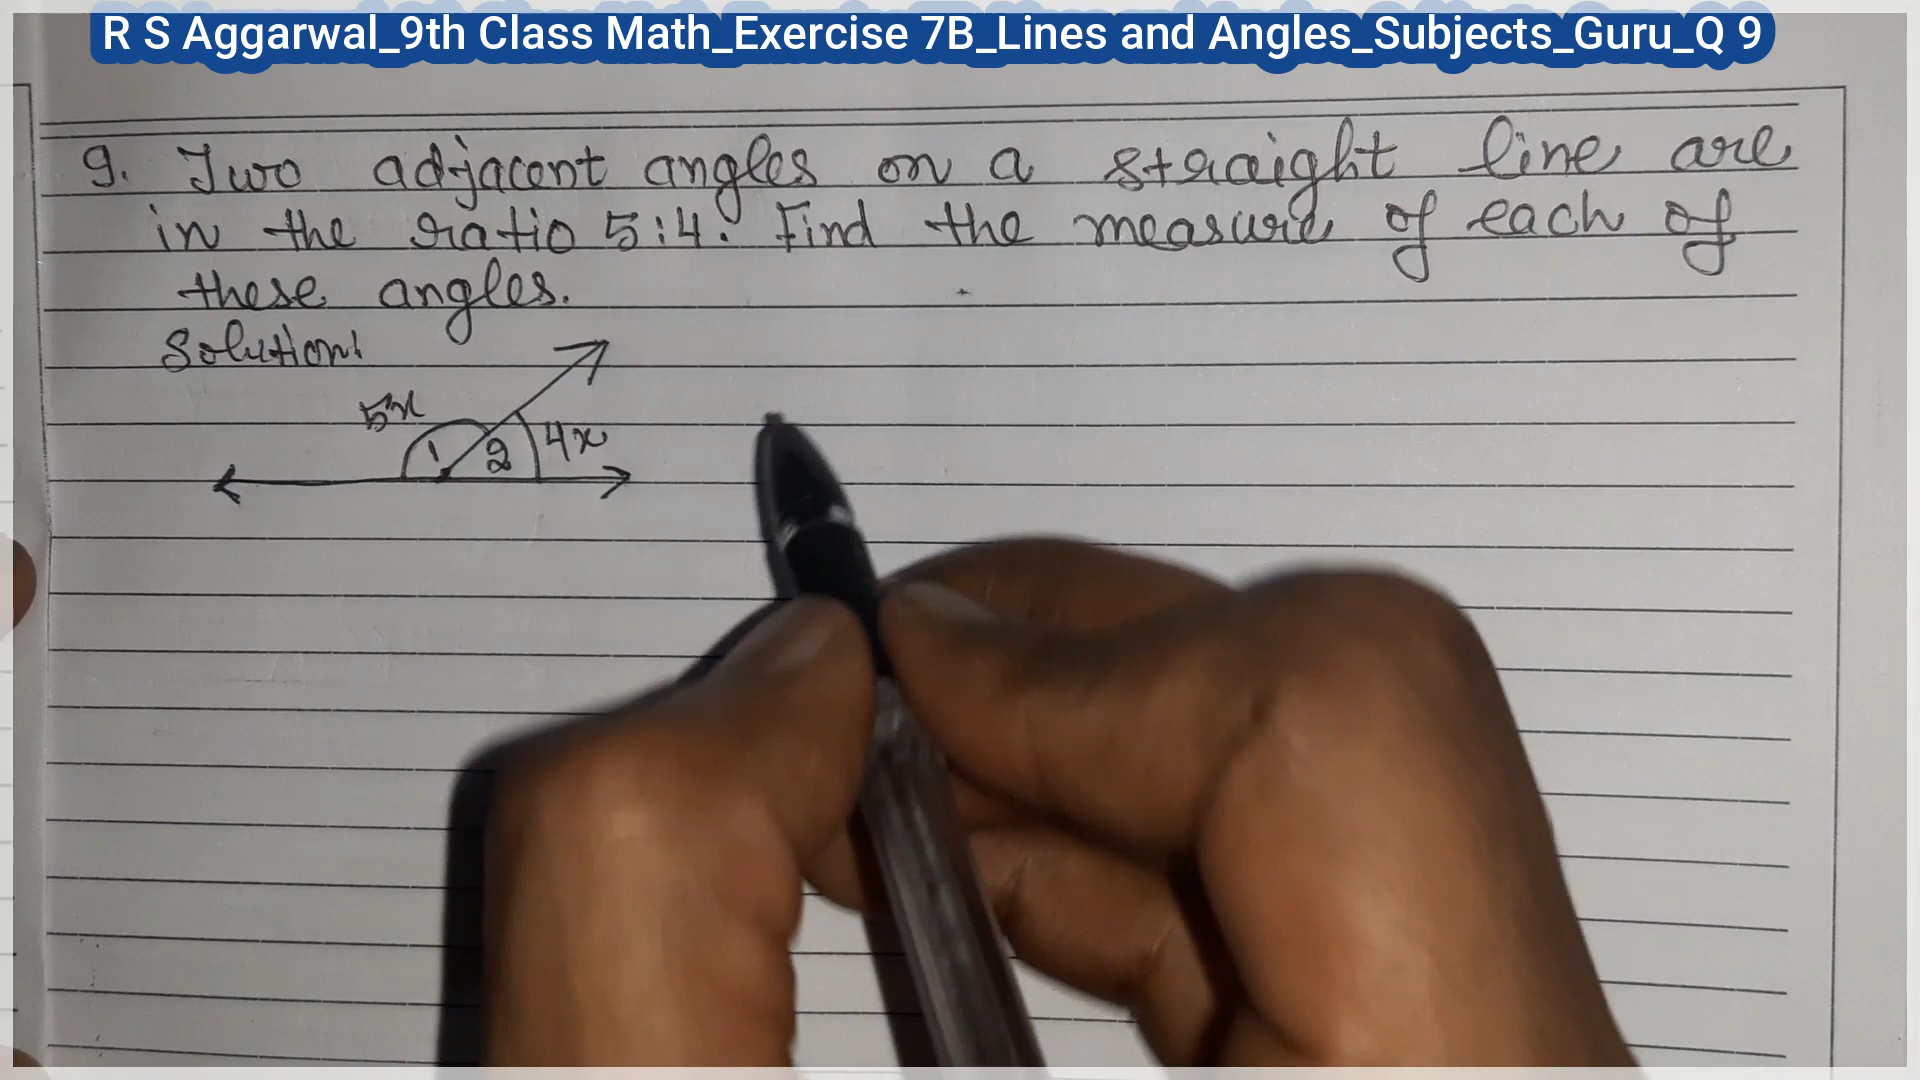 R S Aggarwal_9th Class Math_Exercise 7B_Lines and Angles_Subjects_Guru_Q 9
9. Two adjacent angles on a straight line are
in the ratio 5:4. Find the measure of each of
these angles.
Solution:
5x
1 2 4x